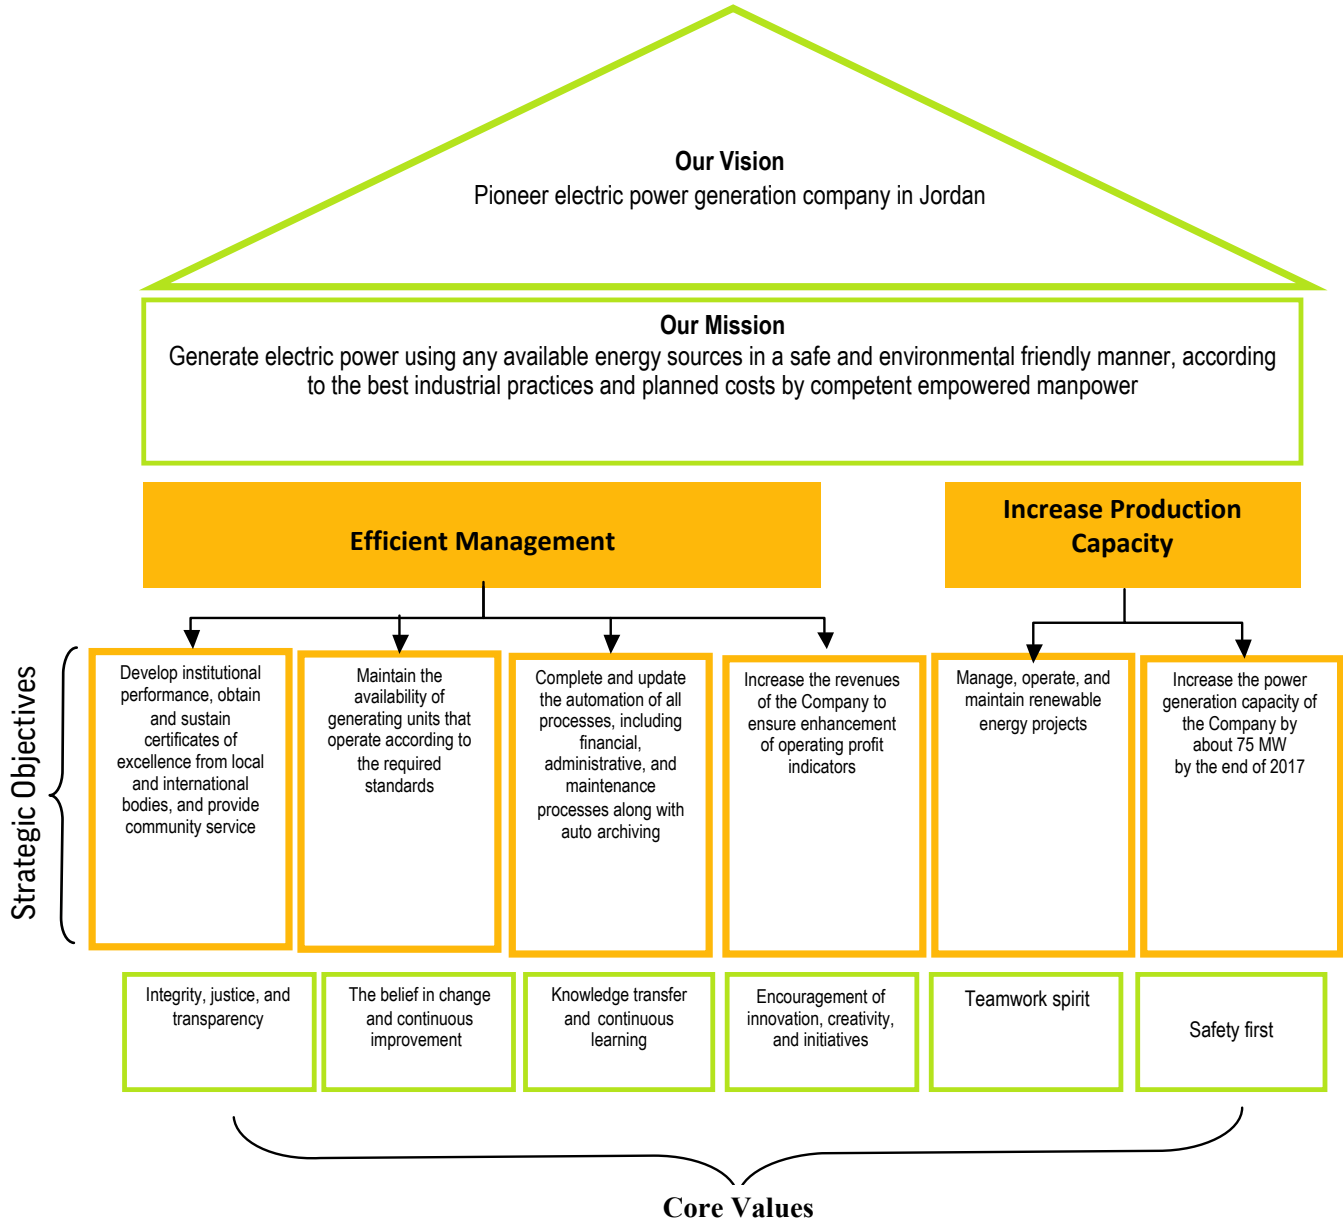 Our Vision
Pioneer electric power generation company in Jordan
Our Mission
Generate electric power using any available energy sources in a safe and environmental friendly manner, according
to the best industrial practices and planned costs by competent empowered manpower
Efficient Management
Increase Production
Capacity
Strategic Objectives
Develop institutional
performance, obtain
and sustain
certificates of
excellence from local
and international
bodies, and provide
community service
Maintain the
availability of
generating units that
operate according to
the required
standards
Complete and update
the automation of all
processes, including
financial,
administrative, and
maintenance
processes along with
auto archiving
Increase the revenues
of the Company to
ensure enhancement
of operating profit
indicators
Manage, operate, and
maintain renewable
energy projects
Increase the power
generation capacity of
the Company by
about 75 MW
by the end of 2017
Integrity, justice, and
transparency
The belief in change
and continuous
improvement
Knowledge transfer
and continuous
learning
Encouragement of
innovation, creativity,
and initiatives
Teamwork spirit
Safety first
Core Values